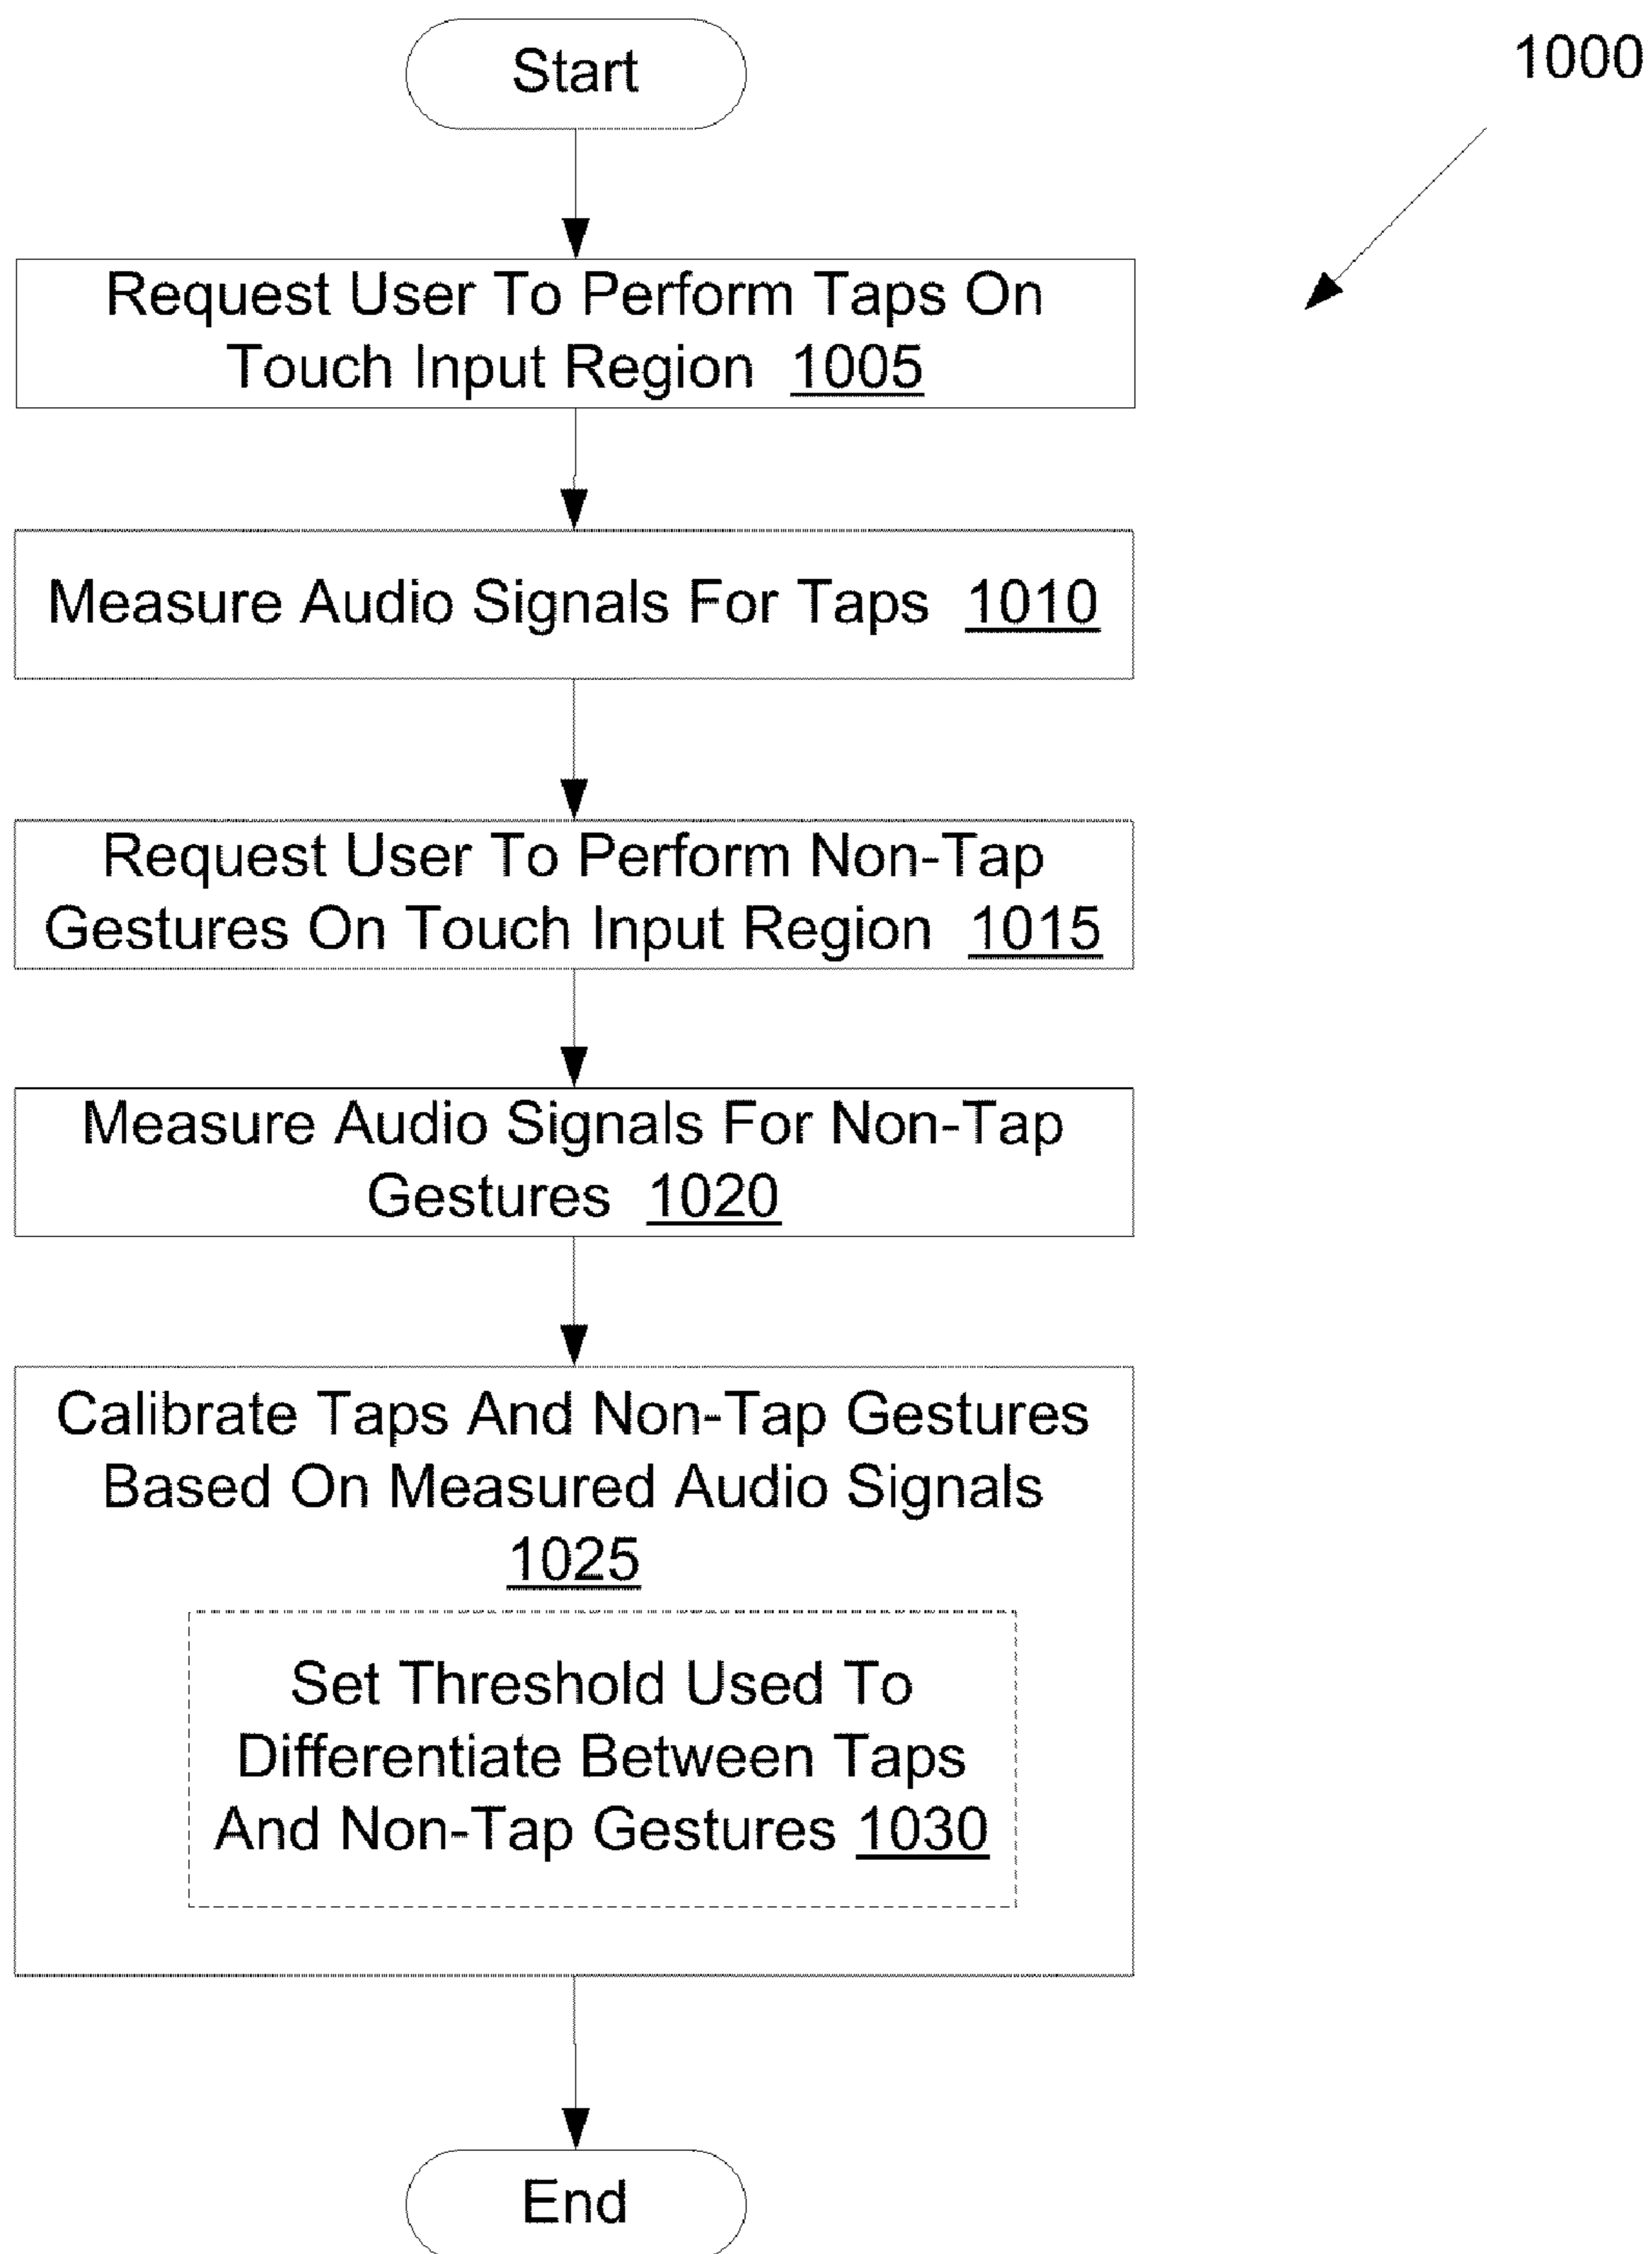 Start
1000
Request User To Perform Taps On
Touch Input Region 1005
Measure Audio Signals For Taps 1010
Request User To Perform Non-Tap
Gestures On Touch Input Region 1015
Measure Audio Signals For Non-Tap
Gestures 1020
Calibrate Taps And Non-Tap Gestures
Based On Measured Audio Signals
1025
Set Threshold Used To
Differentiate Between Taps
And Non-Tap Gestures 1030
End